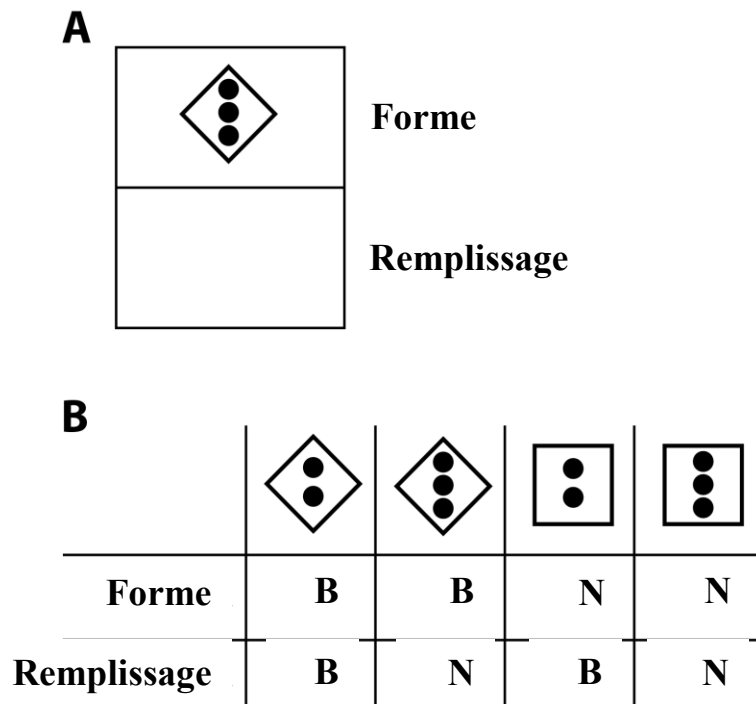 A
Forme
Remplissage
B
Forme B B N N
Remplissage B N B N